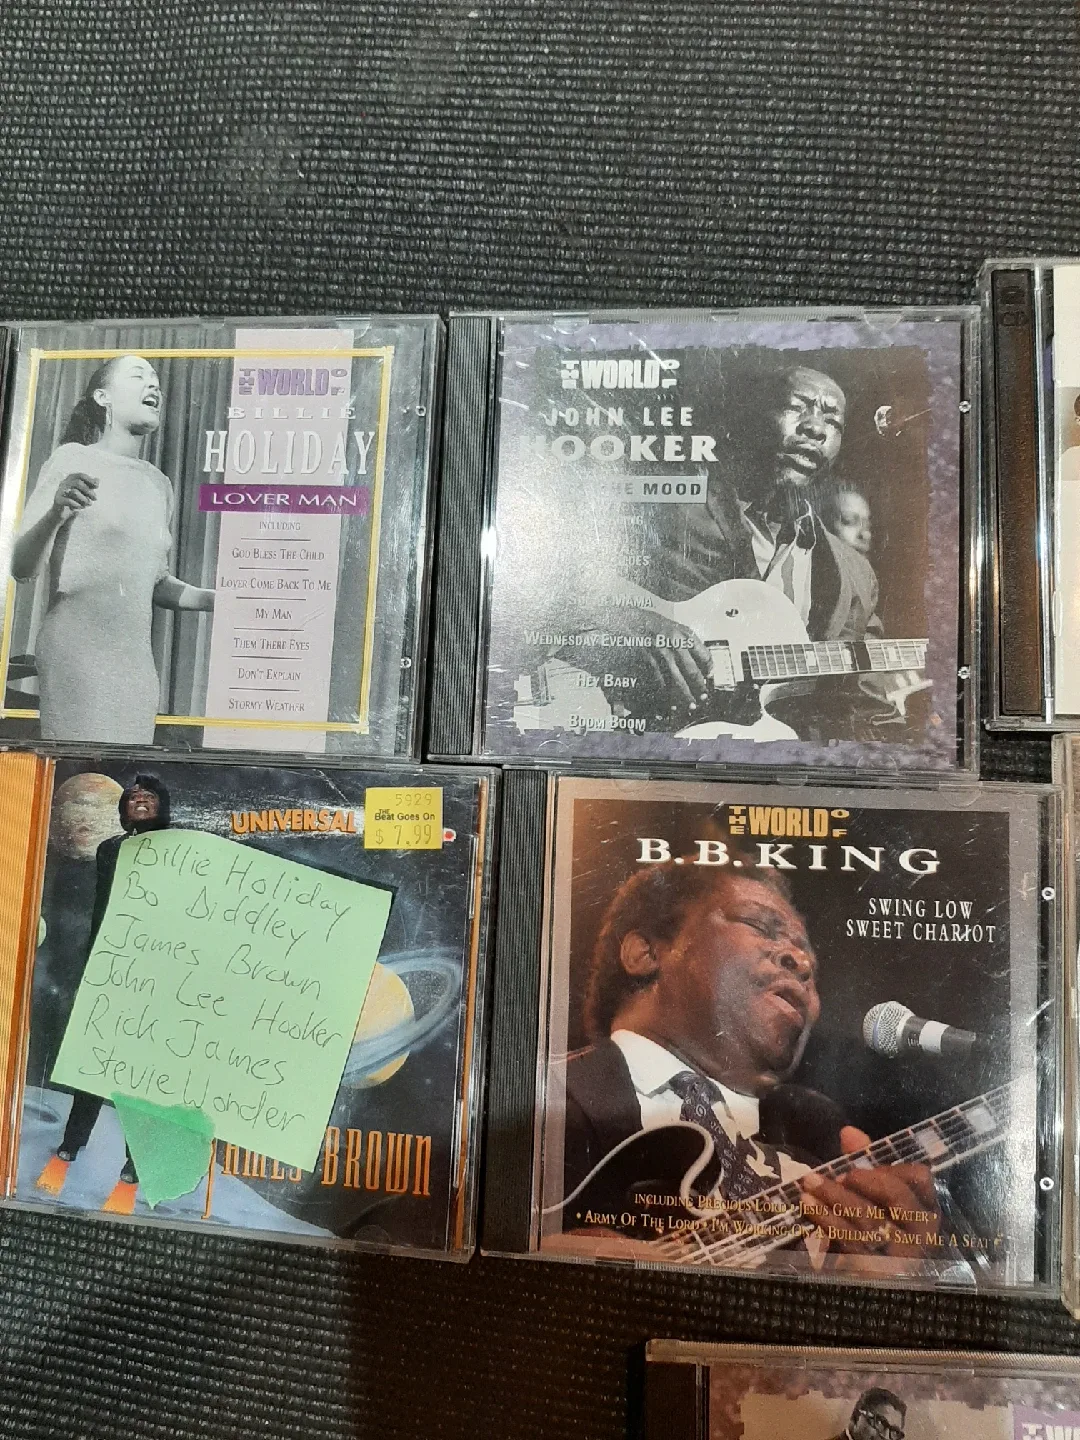 THE WORLD OF
BILLIE
HOLIDAY
LOVER MAN
INCLUDING
GOD BLESS THE CHILD
LOVER COME BACK TO ME
MY MAN
THEM THERE EYES
DON'T EXPLAIN
STORMY WEATHER
THE WORLD OF
JOHN LEE
HOOKER
THE MOOD
MAMA
WEDNESDAY EVENING BLUES
HEY BABY
BOOM BOOM
UNIVERSAL
5929
THE
Beat Goes On
$ 7.99
Billie Holiday
Bo Diddley
James Brown
John Lee Hooker
Rick James
Stevie Wonder
JAMES BROWN
THE WORLD OF
B.B. KING
SWING LOW
SWEET CHARIOT
INCLUDING PRECIOUS LORD • JESUS GAVE ME WATER •
• ARMY OF THE LORD • I'M WORKING ON A BUILDING • SAVE ME A SEAT •